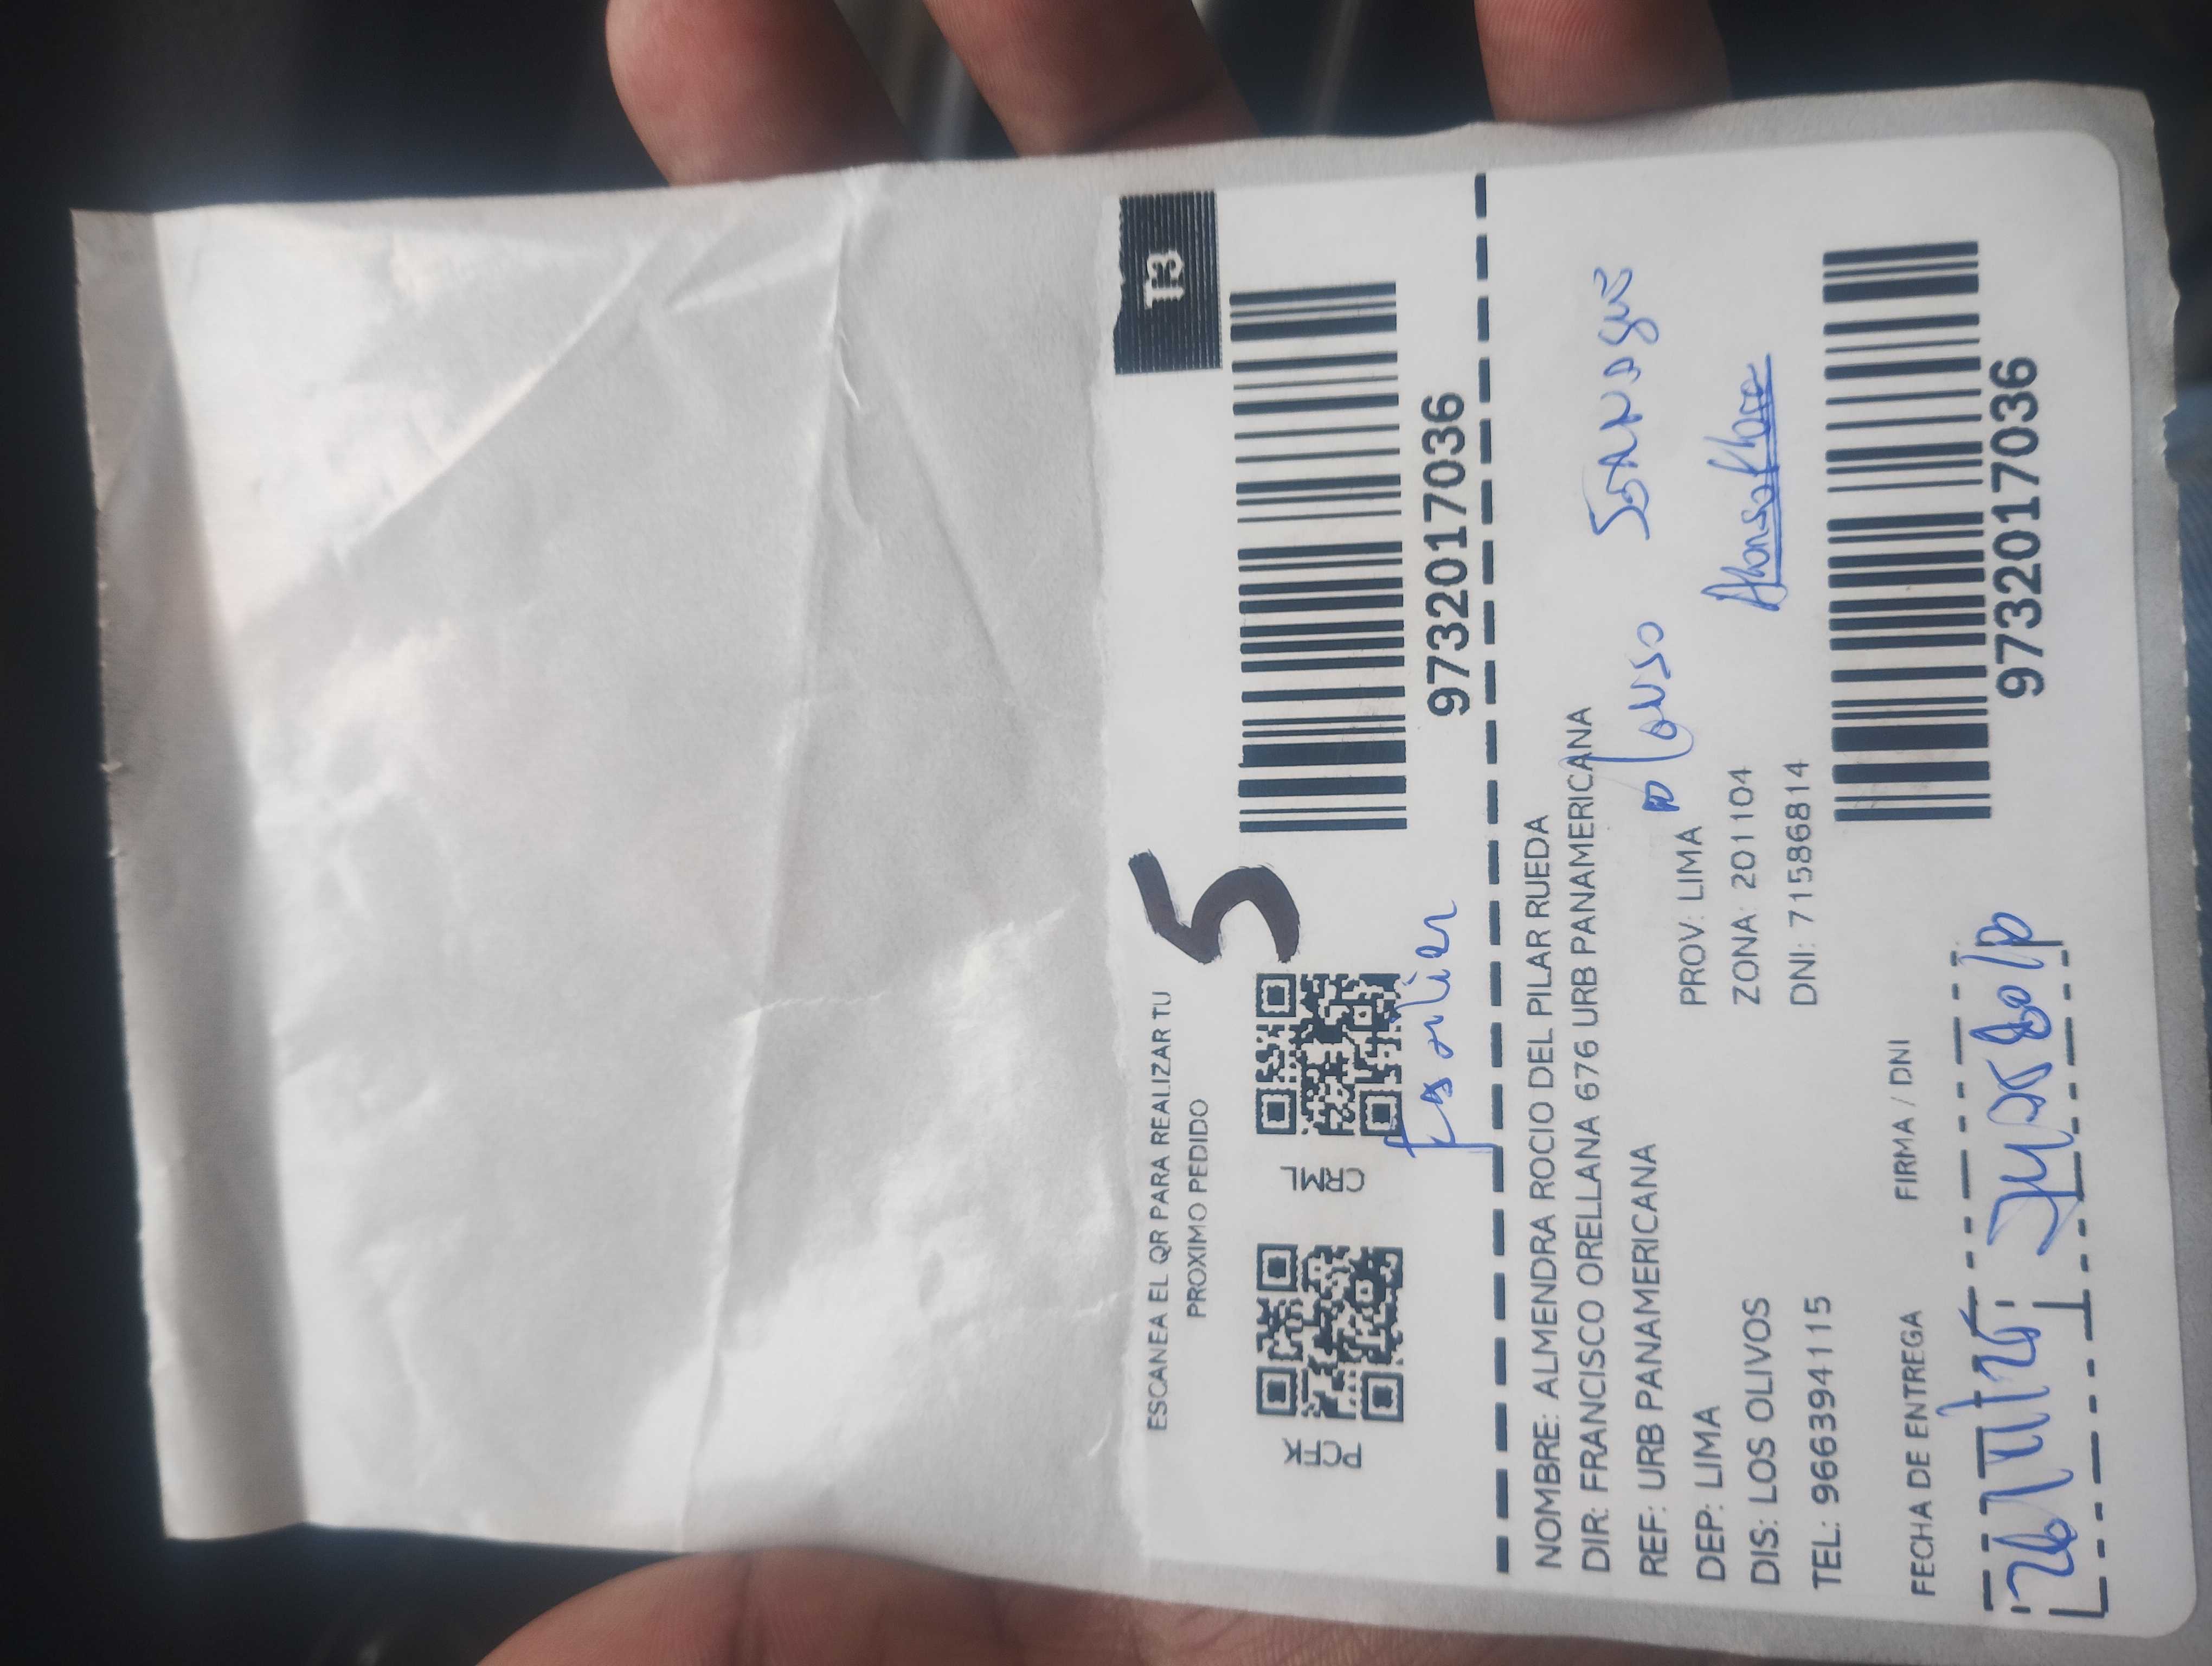 T3
ESCANEA EL QR PARA REALIZAR TU
PROXIMO PEDIDO
5
9732017036
NOMBRE: ALMENDRA ROCIO DEL PILAR RUEDA
DIR: FRANCISCO ORELLANA 676 URB PANAMERICANA
REF: URB PANAMERICANA
DEP: LIMA PROV: LIMA
DIS: LOS OLIVOS ZONA: 201104
TEL: 966394115 DNI: 71586814
FECHA DE ENTREGA FIRMA / DNI
9732017036